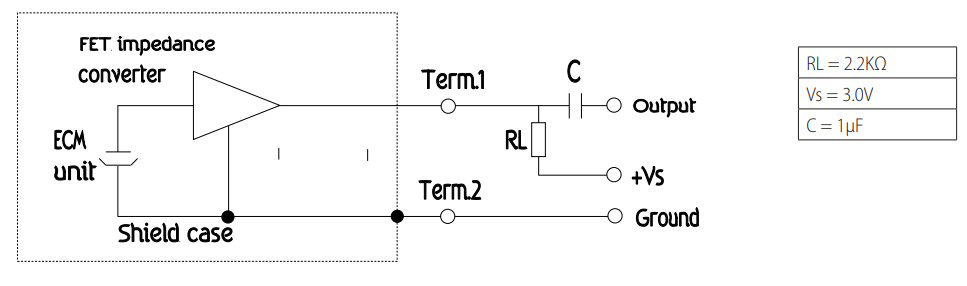 FET impedance
converter
Term.1
C
Output
ECM
unit
RL
+Vs
Term.2
Ground
Shield case
RL = 2.2KΩ
Vs = 3.0V
C = 1µF